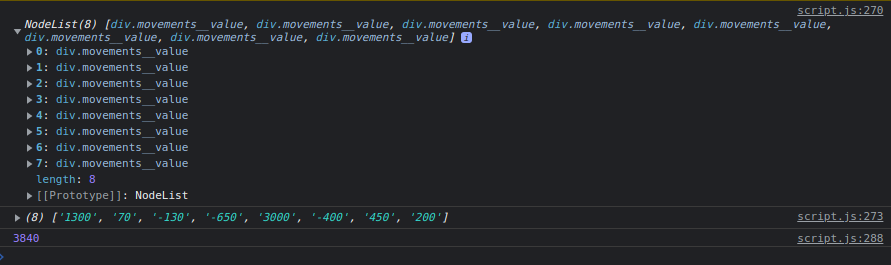 script.js:270
NodeList(8) [div.movements__value, div.movements__value, div.movements__value, div.movements__value, div.movements__value,
div.movements__value, div.movements__value, div.movements__value] i
0: div.movements__value
1: div.movements__value
2: div.movements__value
3: div.movements__value
4: div.movements__value
5: div.movements__value
6: div.movements__value
7: div.movements__value
length: 8
[[Prototype]]: NodeList
(8) ['1300', '70', '-130', '-650', '3000', '-400', '450', '200'] script.js:273
3840 script.js:288